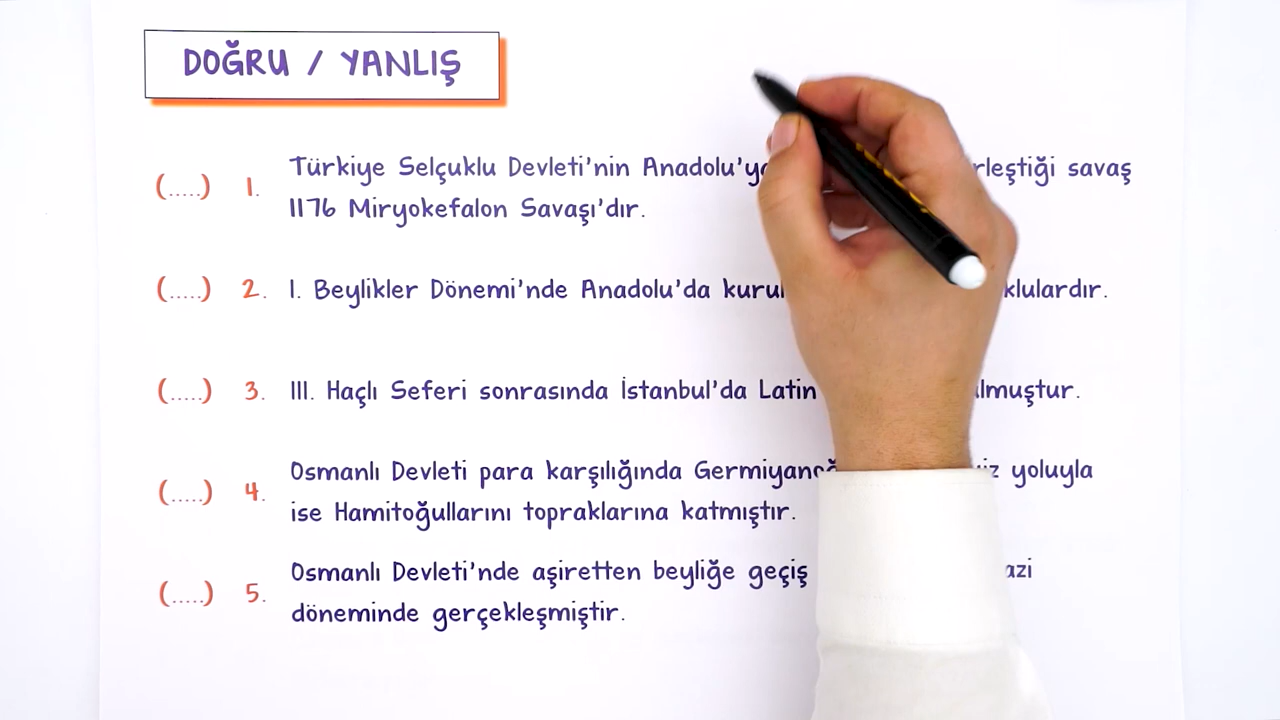 DOĞRU / YANLIŞ
(.....) 1. Türkiye Selçuklu Devleti'nin Anadolu'ya savaş
1176 Miryokefalon Savaşı'dır.
(.....) 2. I. Beylikler Dönemi'nde Anadolu'da
(.....) 3. III. Haçlı Seferi sonrasında İstanbul'da Latin
(.....) 4. Osmanlı Devleti para karşılığında yoluyla
ise Hamitoğullarını topraklarına katmıştır.
(.....) 5. Osmanlı Devleti'nde aşiretten beyliğe geçiş
döneminde gerçekleşmiştir.